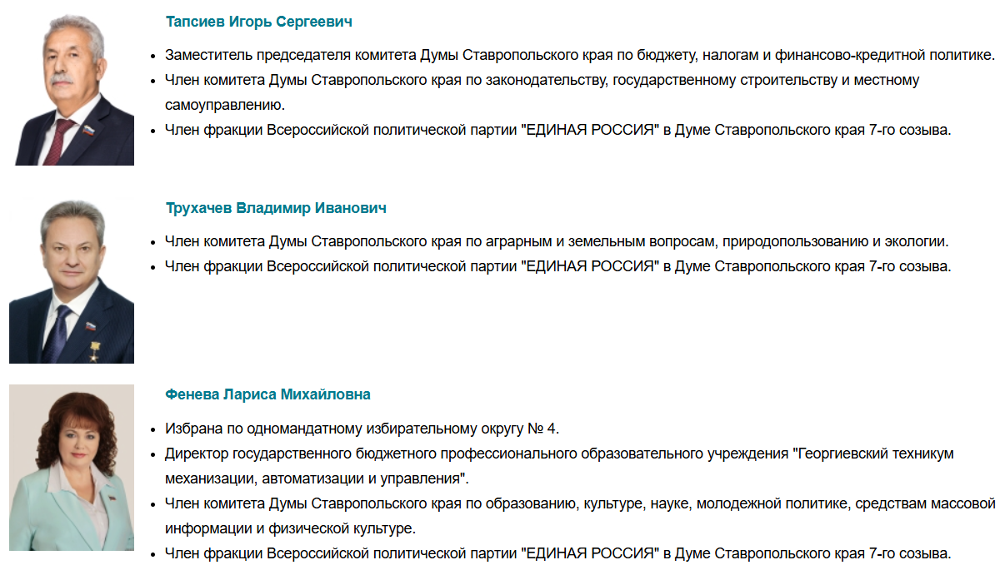 Тапсиев Игорь Сергеевич
Заместитель председателя комитета Думы Ставропольского края по бюджету, налогам и финансово-кредитной политике.
Член комитета Думы Ставропольского края по законодательству, государственному строительству и местному
самоуправлению.
Член фракции Всероссийской политической партии "ЕДИНАЯ РОССИЯ" в Думе Ставропольского края 7-го созыва.
Трухачев Владимир Иванович
Член комитета Думы Ставропольского края по аграрным и земельным вопросам, природопользованию и экологии.
Член фракции Всероссийской политической партии "ЕДИНАЯ РОССИЯ" в Думе Ставропольского края 7-го созыва.
Фенева Лариса Михайловна
Избрана по одномандатному избирательному округу № 4.
Директор государственного бюджетного профессионального образовательного учреждения "Георгиевский техникум
механизации, автоматизации и управления".
Член комитета Думы Ставропольского края по образованию, культуре, науке, молодежной политике, средствам массовой
информации и физической культуре.
Член фракции Всероссийской политической партии "ЕДИНАЯ РОССИЯ" в Думе Ставропольского края 7-го созыва.